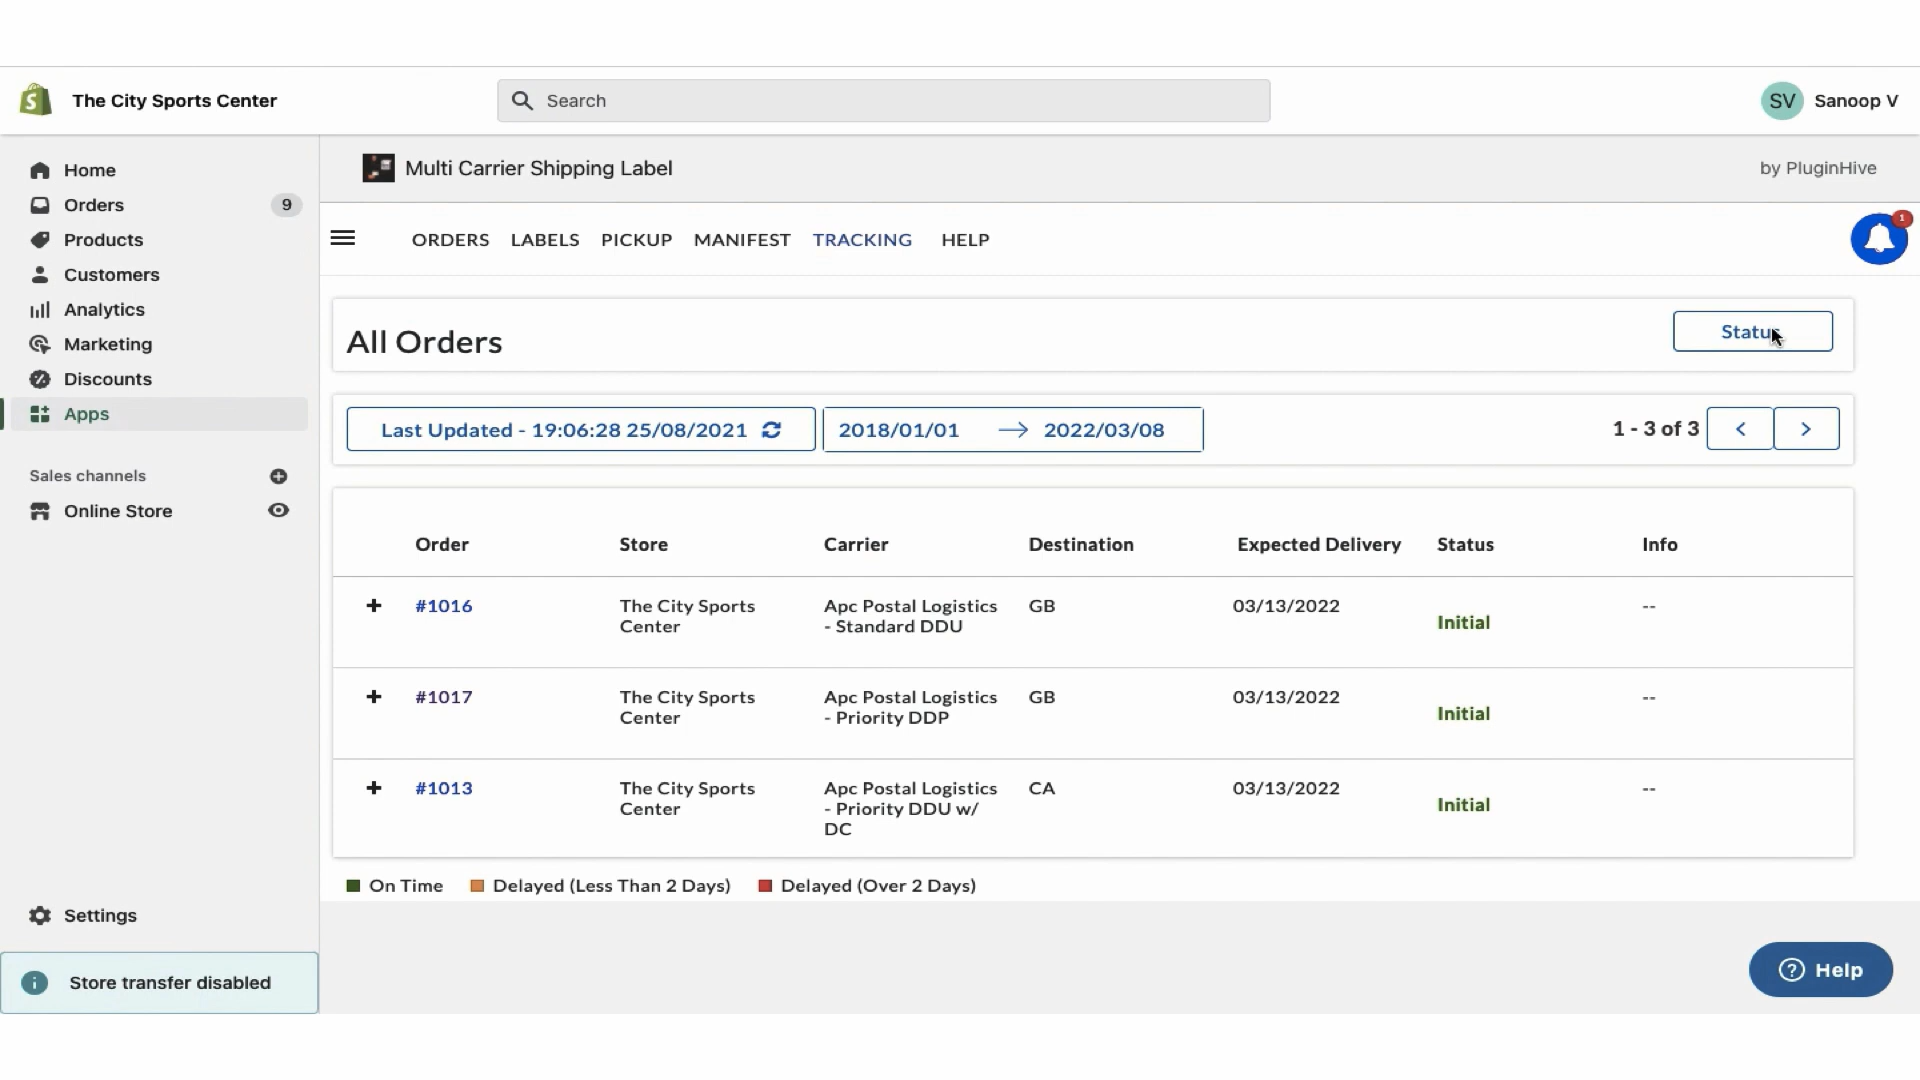 The City Sports Center
Search
SV Sanoop V
Home
Orders 9
Products
Customers
Analytics
Marketing
Discounts
Apps
Sales channels
Online Store
Settings
Store transfer disabled
Multi Carrier Shipping Label
by PluginHive
ORDERS LABELS PICKUP MANIFEST TRACKING HELP
1
All Orders
Status
Last Updated - 19:06:28 25/08/2021
2018/01/01 → 2022/03/08
1 - 3 of 3 < >
Order Store Carrier Destination Expected Delivery Status Info
+ #1016 The City Sports Apc Postal Logistics GB 03/13/2022 --
Center - Standard DDU Initial
+ #1017 The City Sports Apc Postal Logistics GB 03/13/2022 --
Center - Priority DDP Initial
+ #1013 The City Sports Apc Postal Logistics CA 03/13/2022 --
Center - Priority DDU w/ Initial
DC
On Time Delayed (Less Than 2 Days) Delayed (Over 2 Days)
Help